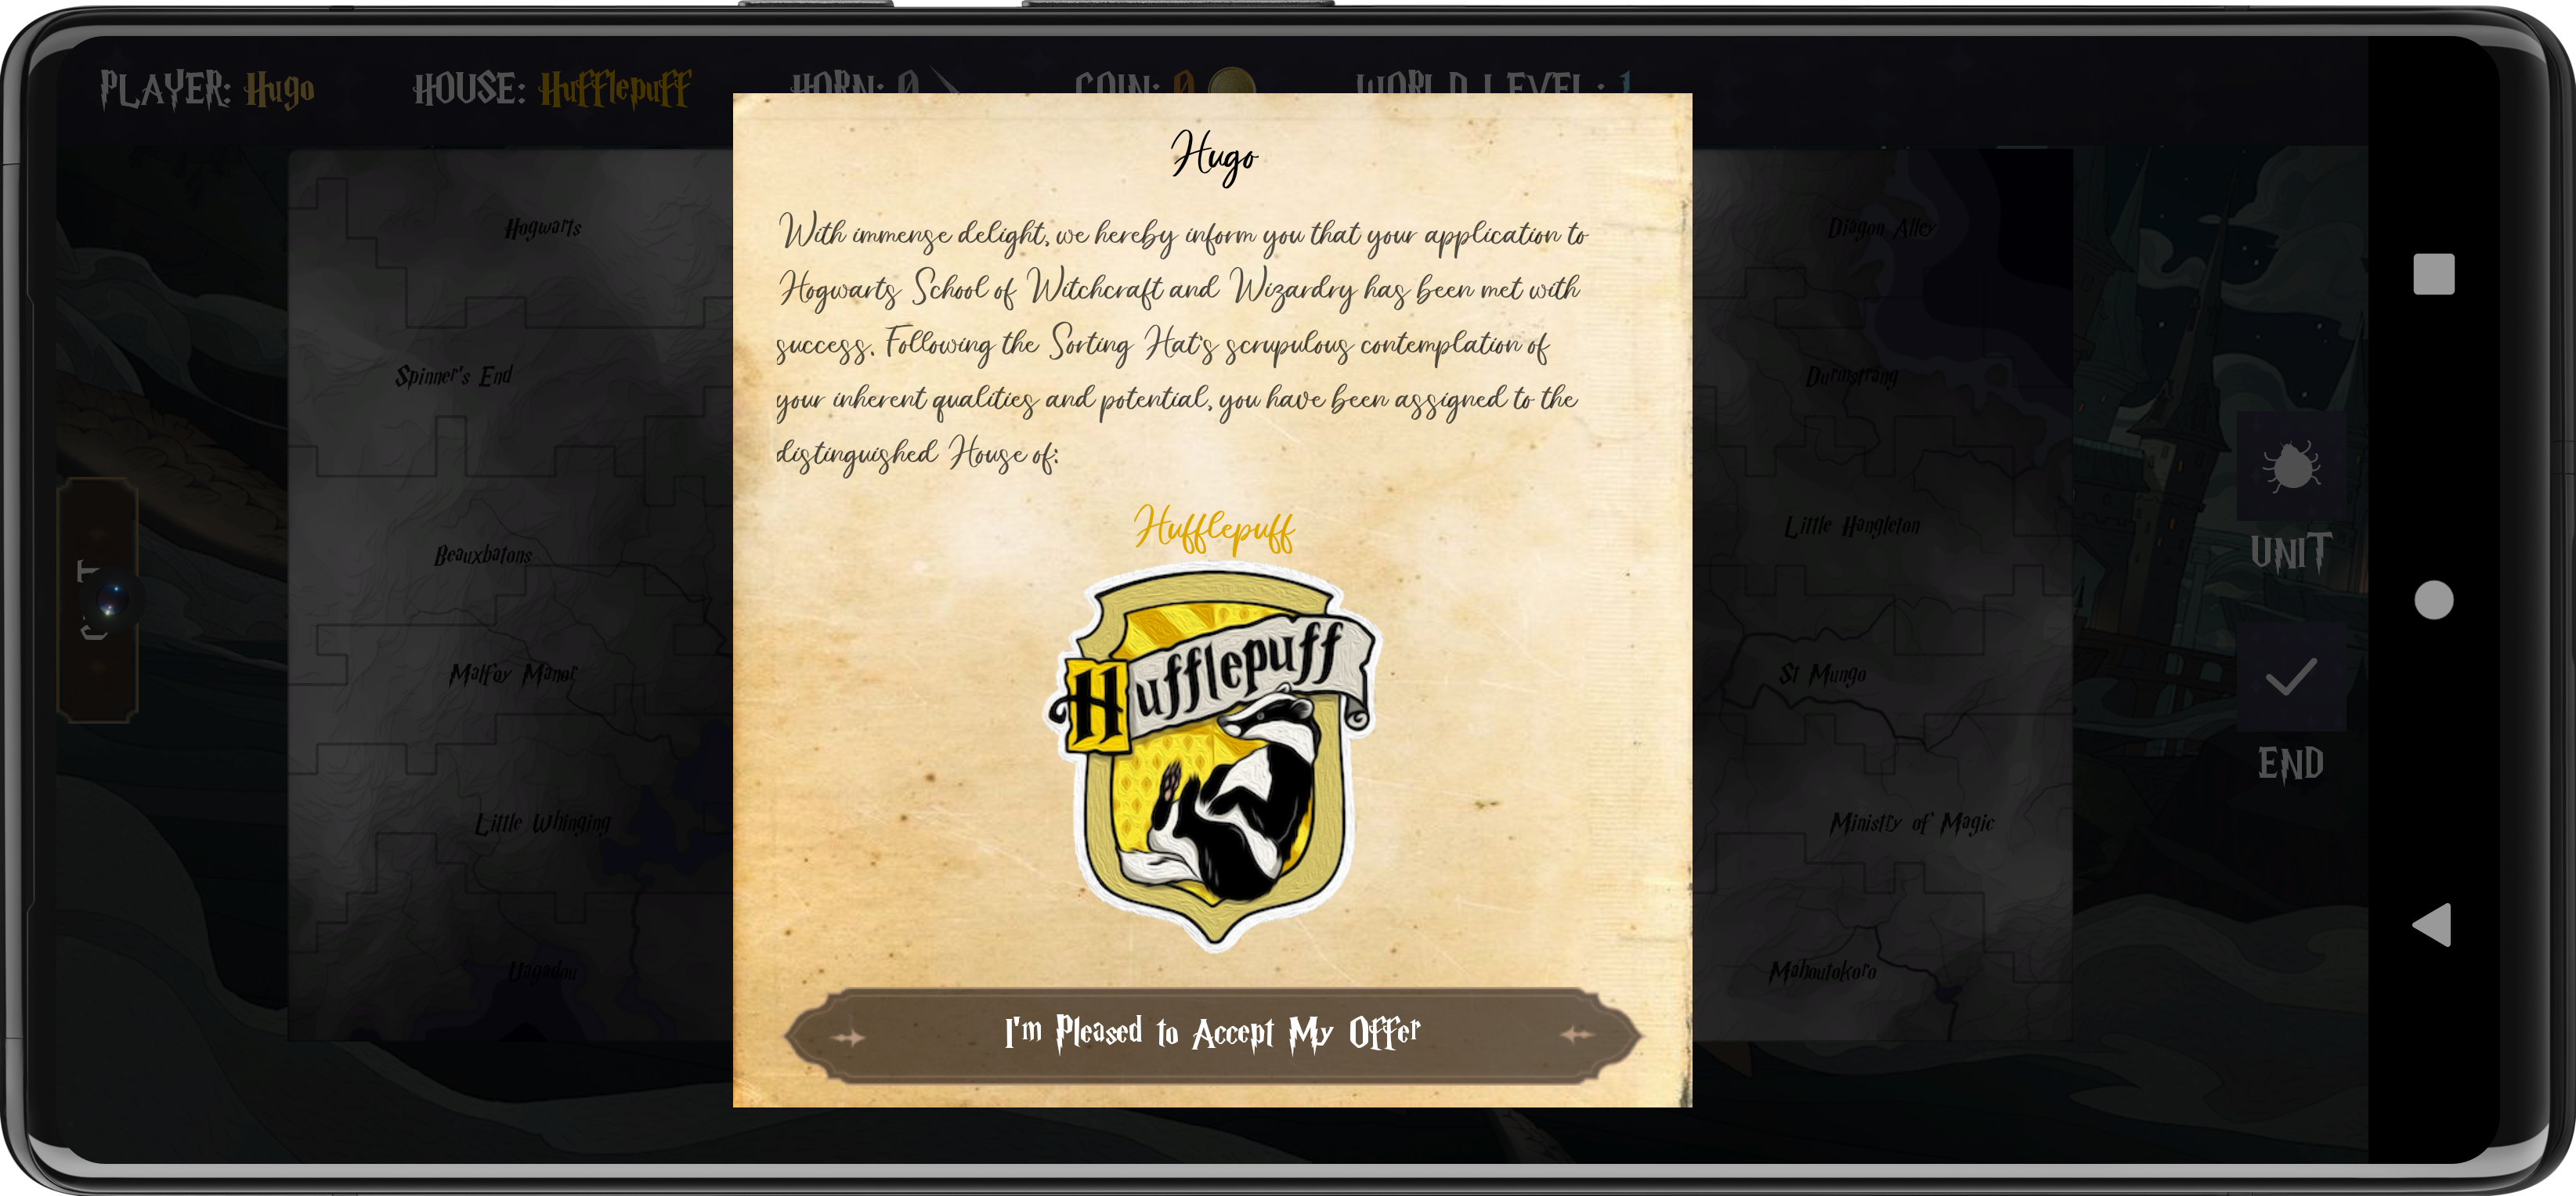 PLAYER: Hugo
HOUSE: Hufflepuff
HORN: 0
COIN: 0
WORLD LEVEL: 1
Hugo
With immense delight, we hereby inform you that your application to
Hogwarts School of Witchcraft and Wizardry has been met with
success. Following the Sorting Hat's scrupulous contemplation of
your inherent qualities and potential, you have been assigned to the
distinguished House of:
Hufflepuff
Hufflepuff
I'm Pleased to Accept My Offer
Hogwarts
Spinner's End
Beauxbatons
Malfoy Manor
Little Whinging
Uagadou
Diagon Alley
Durmstrang
Little Hangleton
St Mungo
Ministry of Magic
Mahoutokoro
UNIT
END